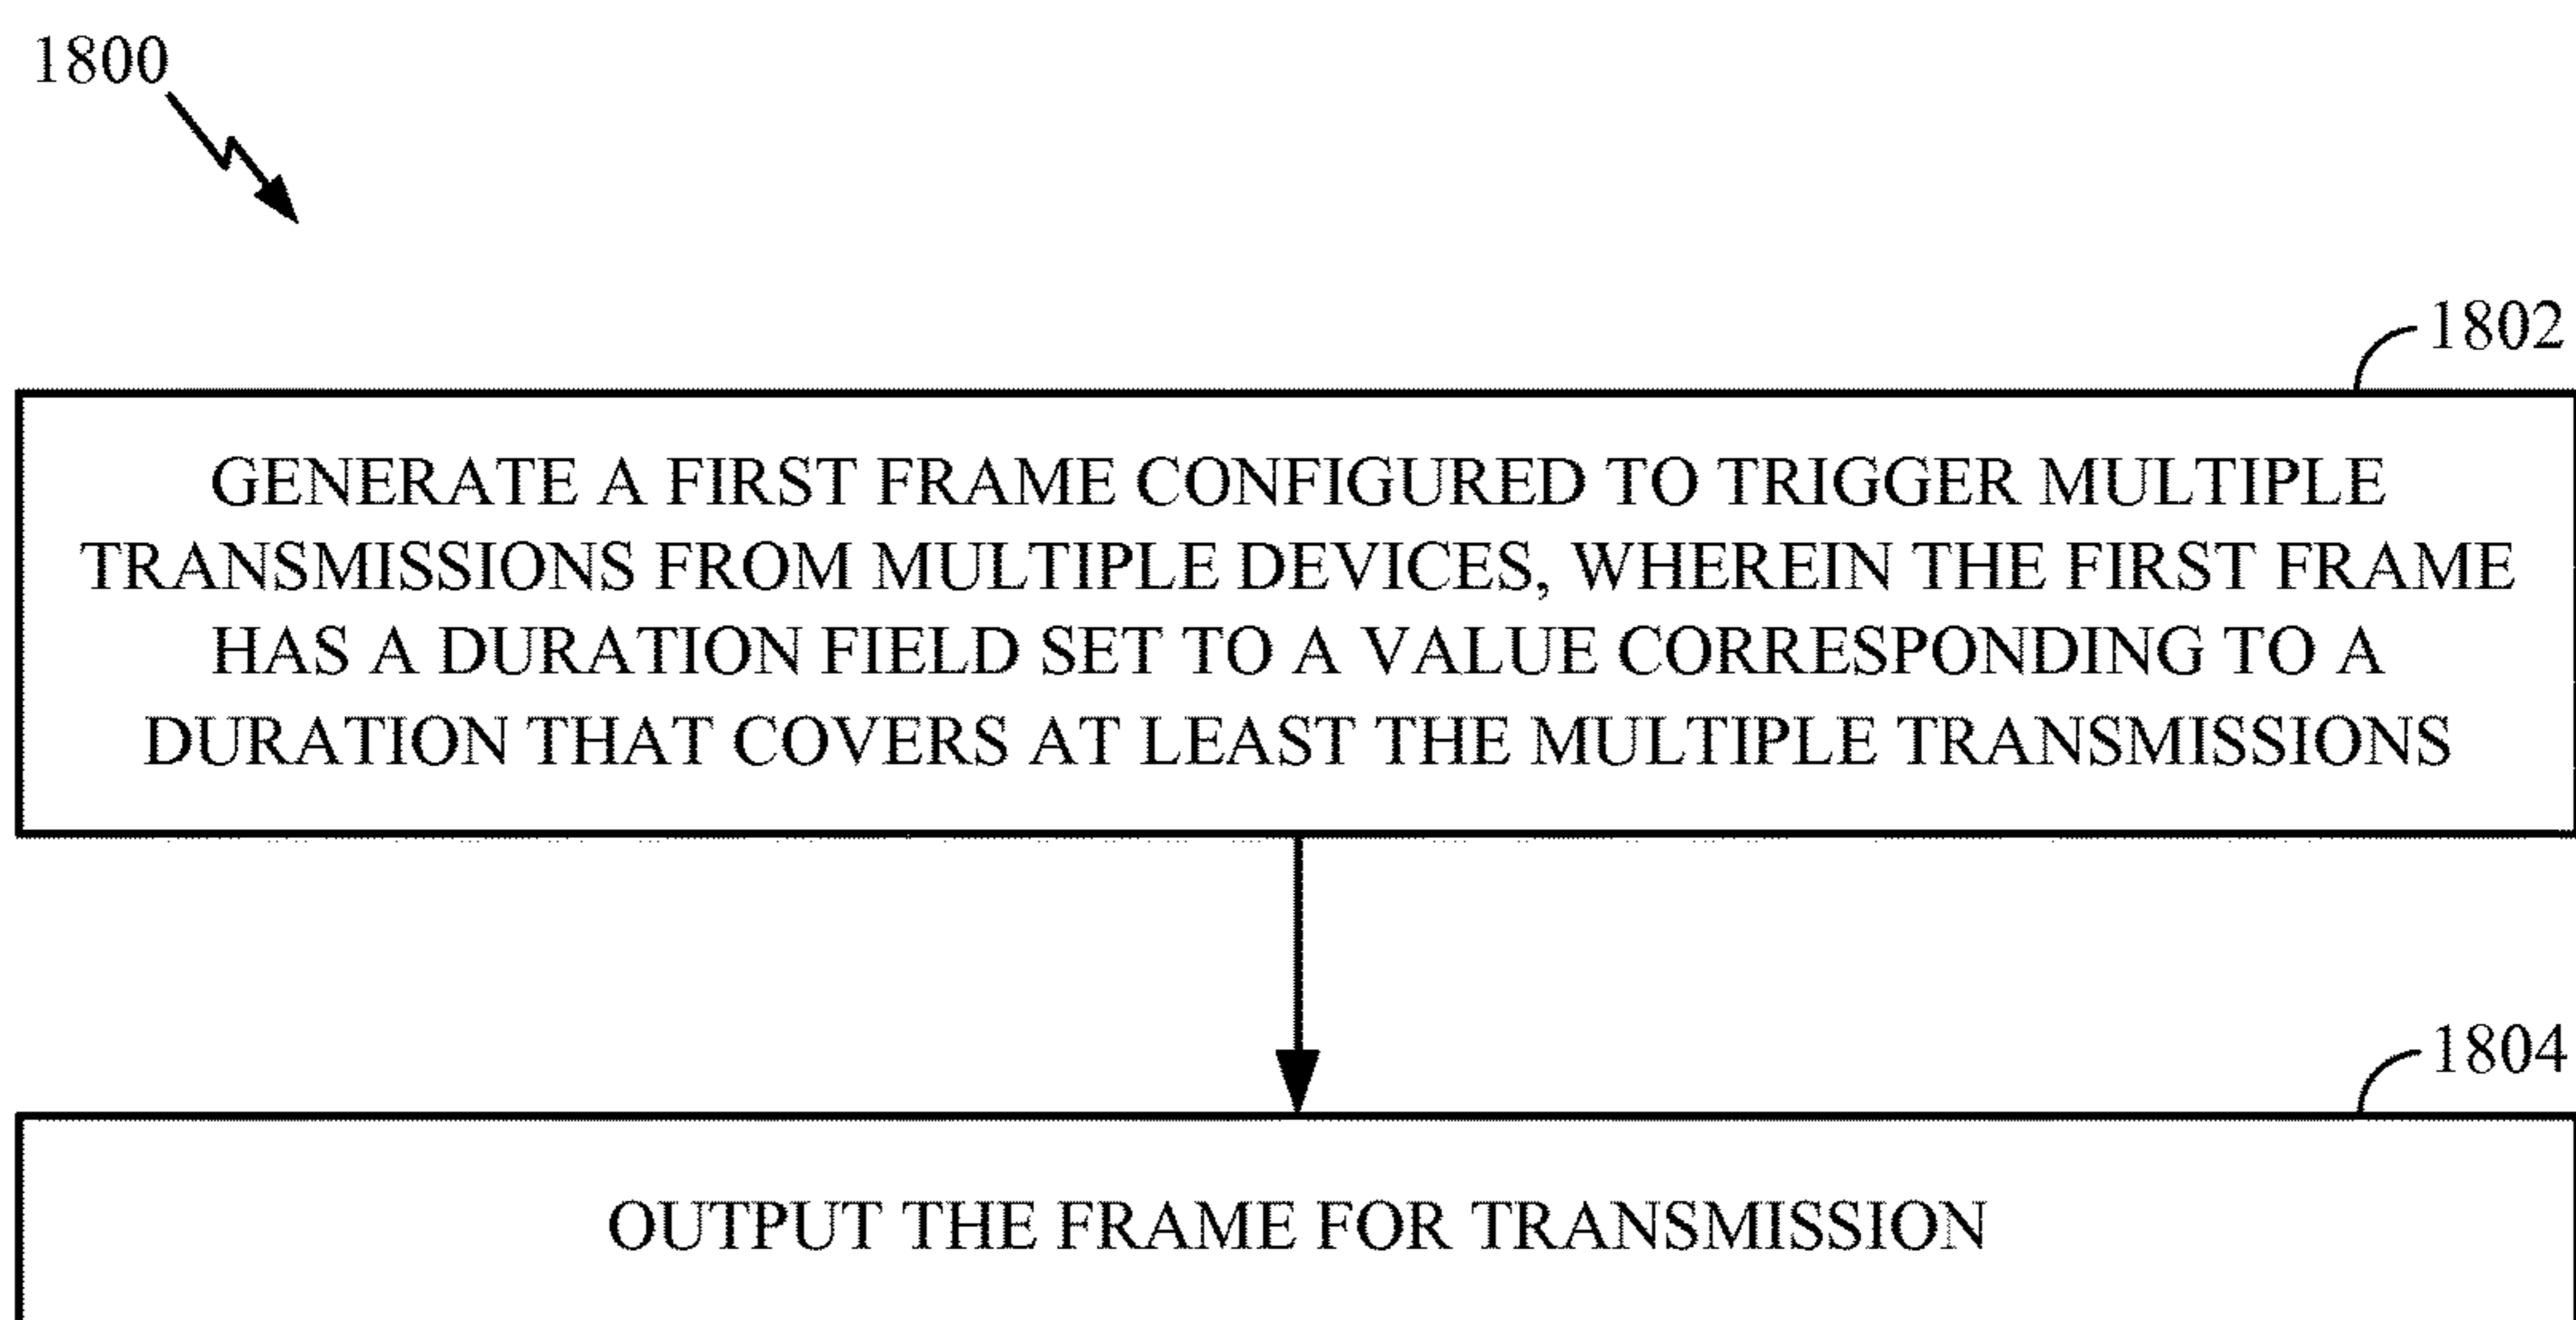 1800
1802
GENERATE A FIRST FRAME CONFIGURED TO TRIGGER MULTIPLE
TRANSMISSIONS FROM MULTIPLE DEVICES, WHEREIN THE FIRST FRAME
HAS A DURATION FIELD SET TO A VALUE CORRESPONDING TO A
DURATION THAT COVERS AT LEAST THE MULTIPLE TRANSMISSIONS
1804
OUTPUT THE FRAME FOR TRANSMISSION